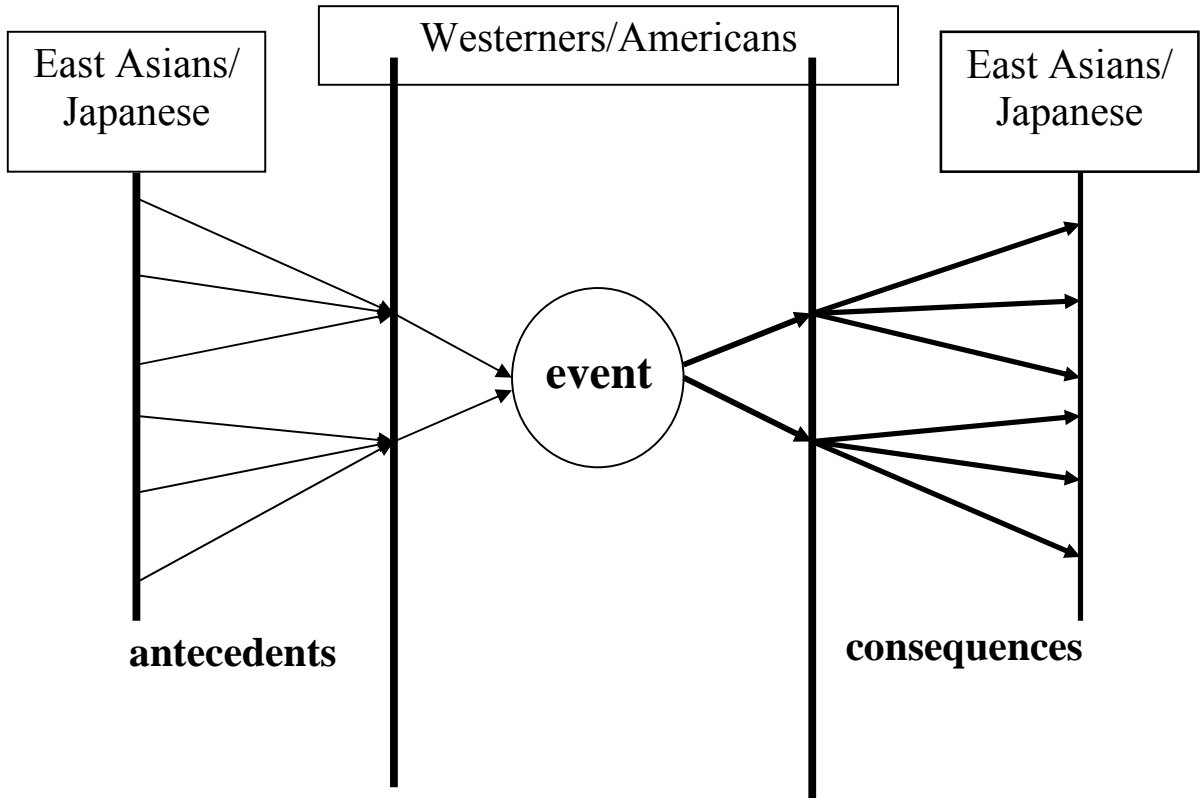 East Asians/
Japanese
Westerners/Americans
East Asians/
Japanese
event
antecedents
consequences